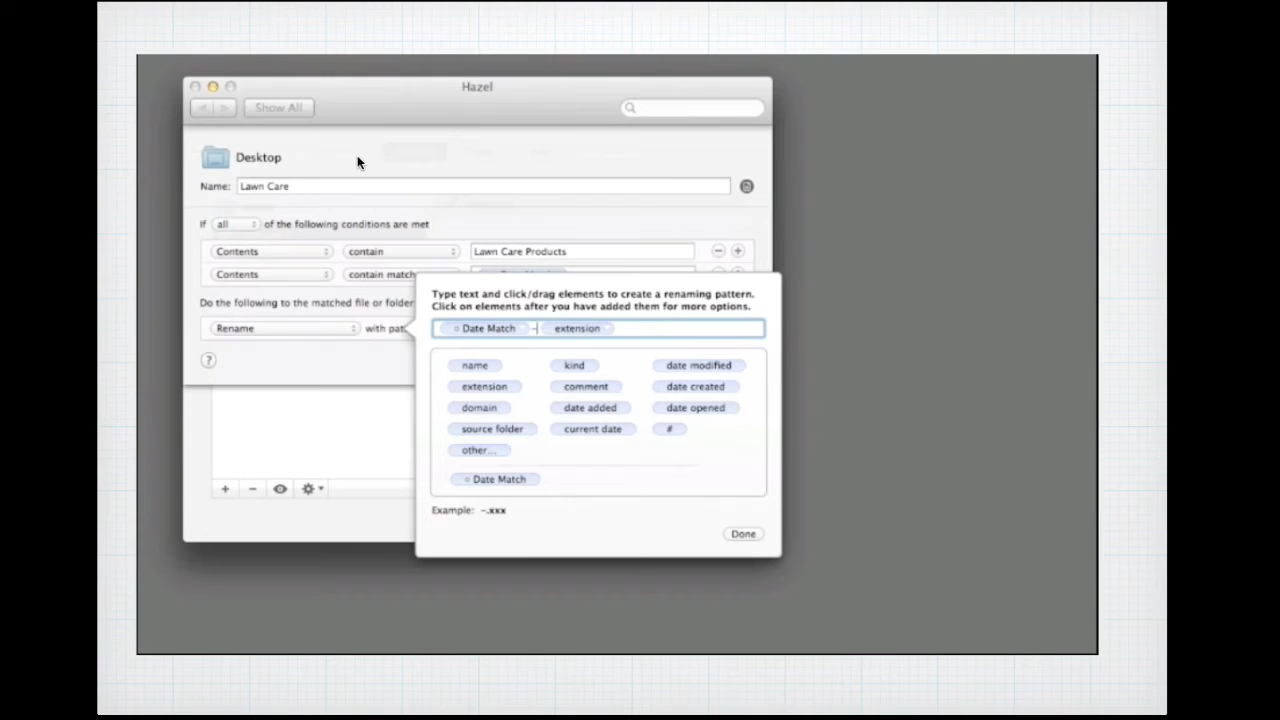 Hazel
Show All
Desktop
Name: Lawn Care
If all of the following conditions are met
Contents contain Lawn Care Products
Contents contain match
Do the following to the matched file or folder
Rename with pat
?
Type text and click/drag elements to create a renaming pattern.
Click on elements after you have added them for more options.
Date Match - extension
name kind date modified
extension comment date created
domain date added date opened
source folder current date #
other...
Date Match
Example: -.xxx
Done